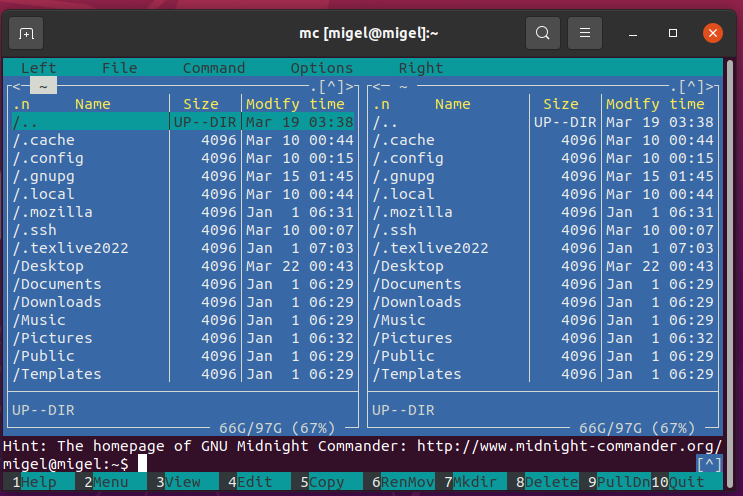 mc [migel@migel]:~
Left File Command Options Right
<─ ~ .[^]> <─ ~ .[^]>
.n Name Size Modify time .n Name Size Modify time
/.. UP--DIR Mar 19 03:38 /.. UP--DIR Mar 19 03:38
/.cache 4096 Mar 10 00:44 /.cache 4096 Mar 10 00:44
/.config 4096 Mar 10 00:15 /.config 4096 Mar 10 00:15
/.gnupg 4096 Mar 15 01:45 /.gnupg 4096 Mar 15 01:45
/.local 4096 Mar 10 00:44 /.local 4096 Mar 10 00:44
/.mozilla 4096 Jan 1 06:31 /.mozilla 4096 Jan 1 06:31
/.ssh 4096 Mar 10 00:07 /.ssh 4096 Mar 10 00:07
/.texlive2022 4096 Jan 1 07:03 /.texlive2022 4096 Jan 1 07:03
/Desktop 4096 Mar 22 00:43 /Desktop 4096 Mar 22 00:43
/Documents 4096 Jan 1 06:29 /Documents 4096 Jan 1 06:29
/Downloads 4096 Jan 1 06:29 /Downloads 4096 Jan 1 06:29
/Music 4096 Jan 1 06:29 /Music 4096 Jan 1 06:29
/Pictures 4096 Jan 1 06:32 /Pictures 4096 Jan 1 06:32
/Public 4096 Jan 1 06:29 /Public 4096 Jan 1 06:29
/Templates 4096 Jan 1 06:29 /Templates 4096 Jan 1 06:29
UP--DIR UP--DIR
66G/97G (67%) 66G/97G (67%)
Hint: The homepage of GNU Midnight Commander: http://www.midnight-commander.org/
migel@migel:~$ [^]
1Help 2Menu 3View 4Edit 5Copy 6RenMov 7Mkdir 8Delete 9PullDn 10Quit